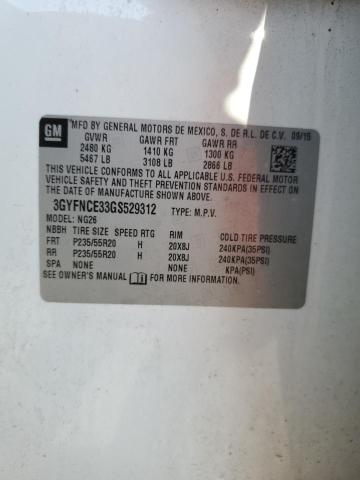 GM MFD BY GENERAL MOTORS DE MEXICO, S. DE R.L. DE C.V. 09/15
GVWR GAWR FRT GAWR RR
2480 KG 1410 KG 1300 KG
5467 LB 3108 LB 2866 LB
THIS VEHICLE CONFORMS TO ALL APPLICABLE U.S. FEDERAL MOTOR
VEHICLE SAFETY AND THEFT PREVENTION STANDARDS IN EFFECT ON
THE DATE OF MANUFACTURE SHOWN ABOVE.
3GYFNCE33GS529312 TYPE: M.P.V.
MODEL: NG26
NBBH TIRE SIZE SPEED RTG RIM COLD TIRE PRESSURE
FRT P235/55R20 H 20X8J 240KPA(35PSI)
RR P235/55R20 H 20X8J 240KPA(35PSI)
SPA NONE NONE KPA(PSI)
SEE OWNER'S MANUAL FOR MORE INFORMATION.